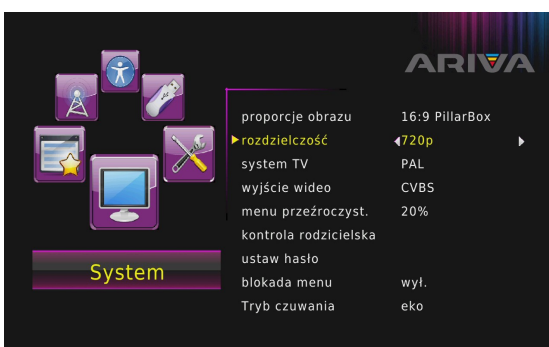 ARIVA
proporcje obrazu 16:9 PillarBox
rozdzielczość 720p
system TV PAL
wyjście wideo CVBS
menu przeźroczyst. 20%
kontrola rodzicielska
ustaw hasło
blokada menu wył.
Tryb czuwania eko
System